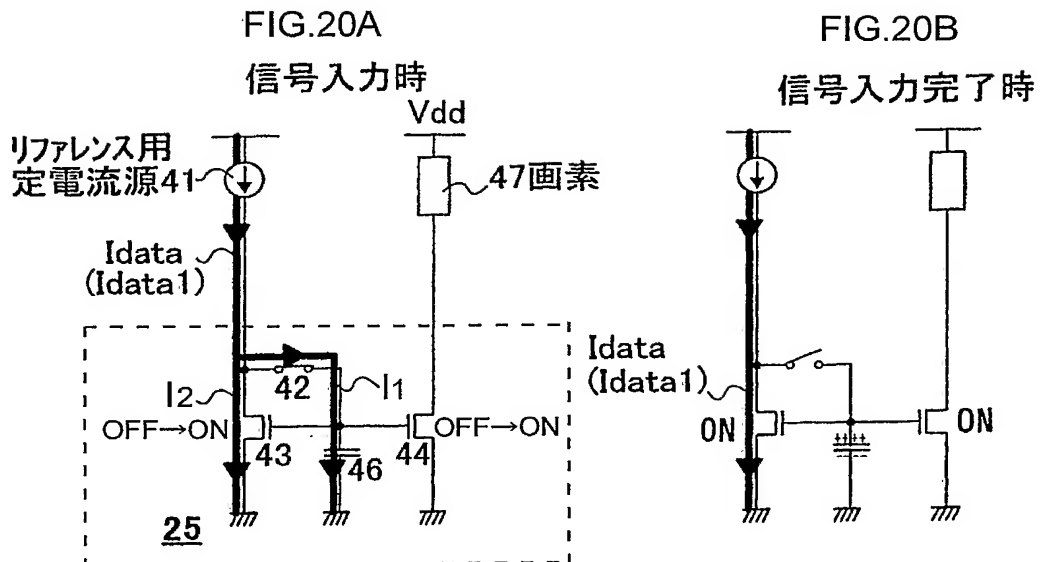 FIG.20A
信号入力時
Vdd
リファレンス用
定電流源41
47画素
Idata
(Idata1)
I2
42
I1
OFF→ON
43
46
44
OFF→ON
25
FIG.20B
信号入力完了時
Idata
(Idata1)
ON
ON